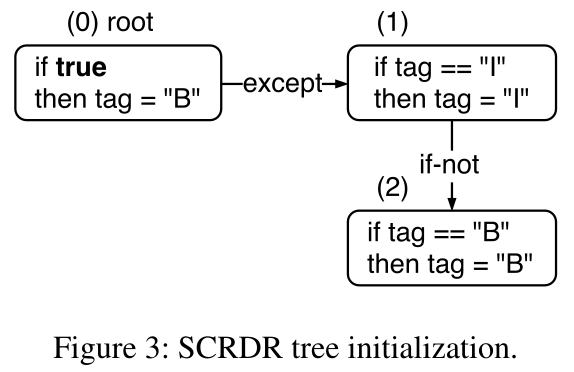 (0) root
if true
then tag = "B"
except
(1)
if tag == "I"
then tag = "I"
if-not
(2)
if tag == "B"
then tag = "B"
Figure 3: SCRDR tree initialization.